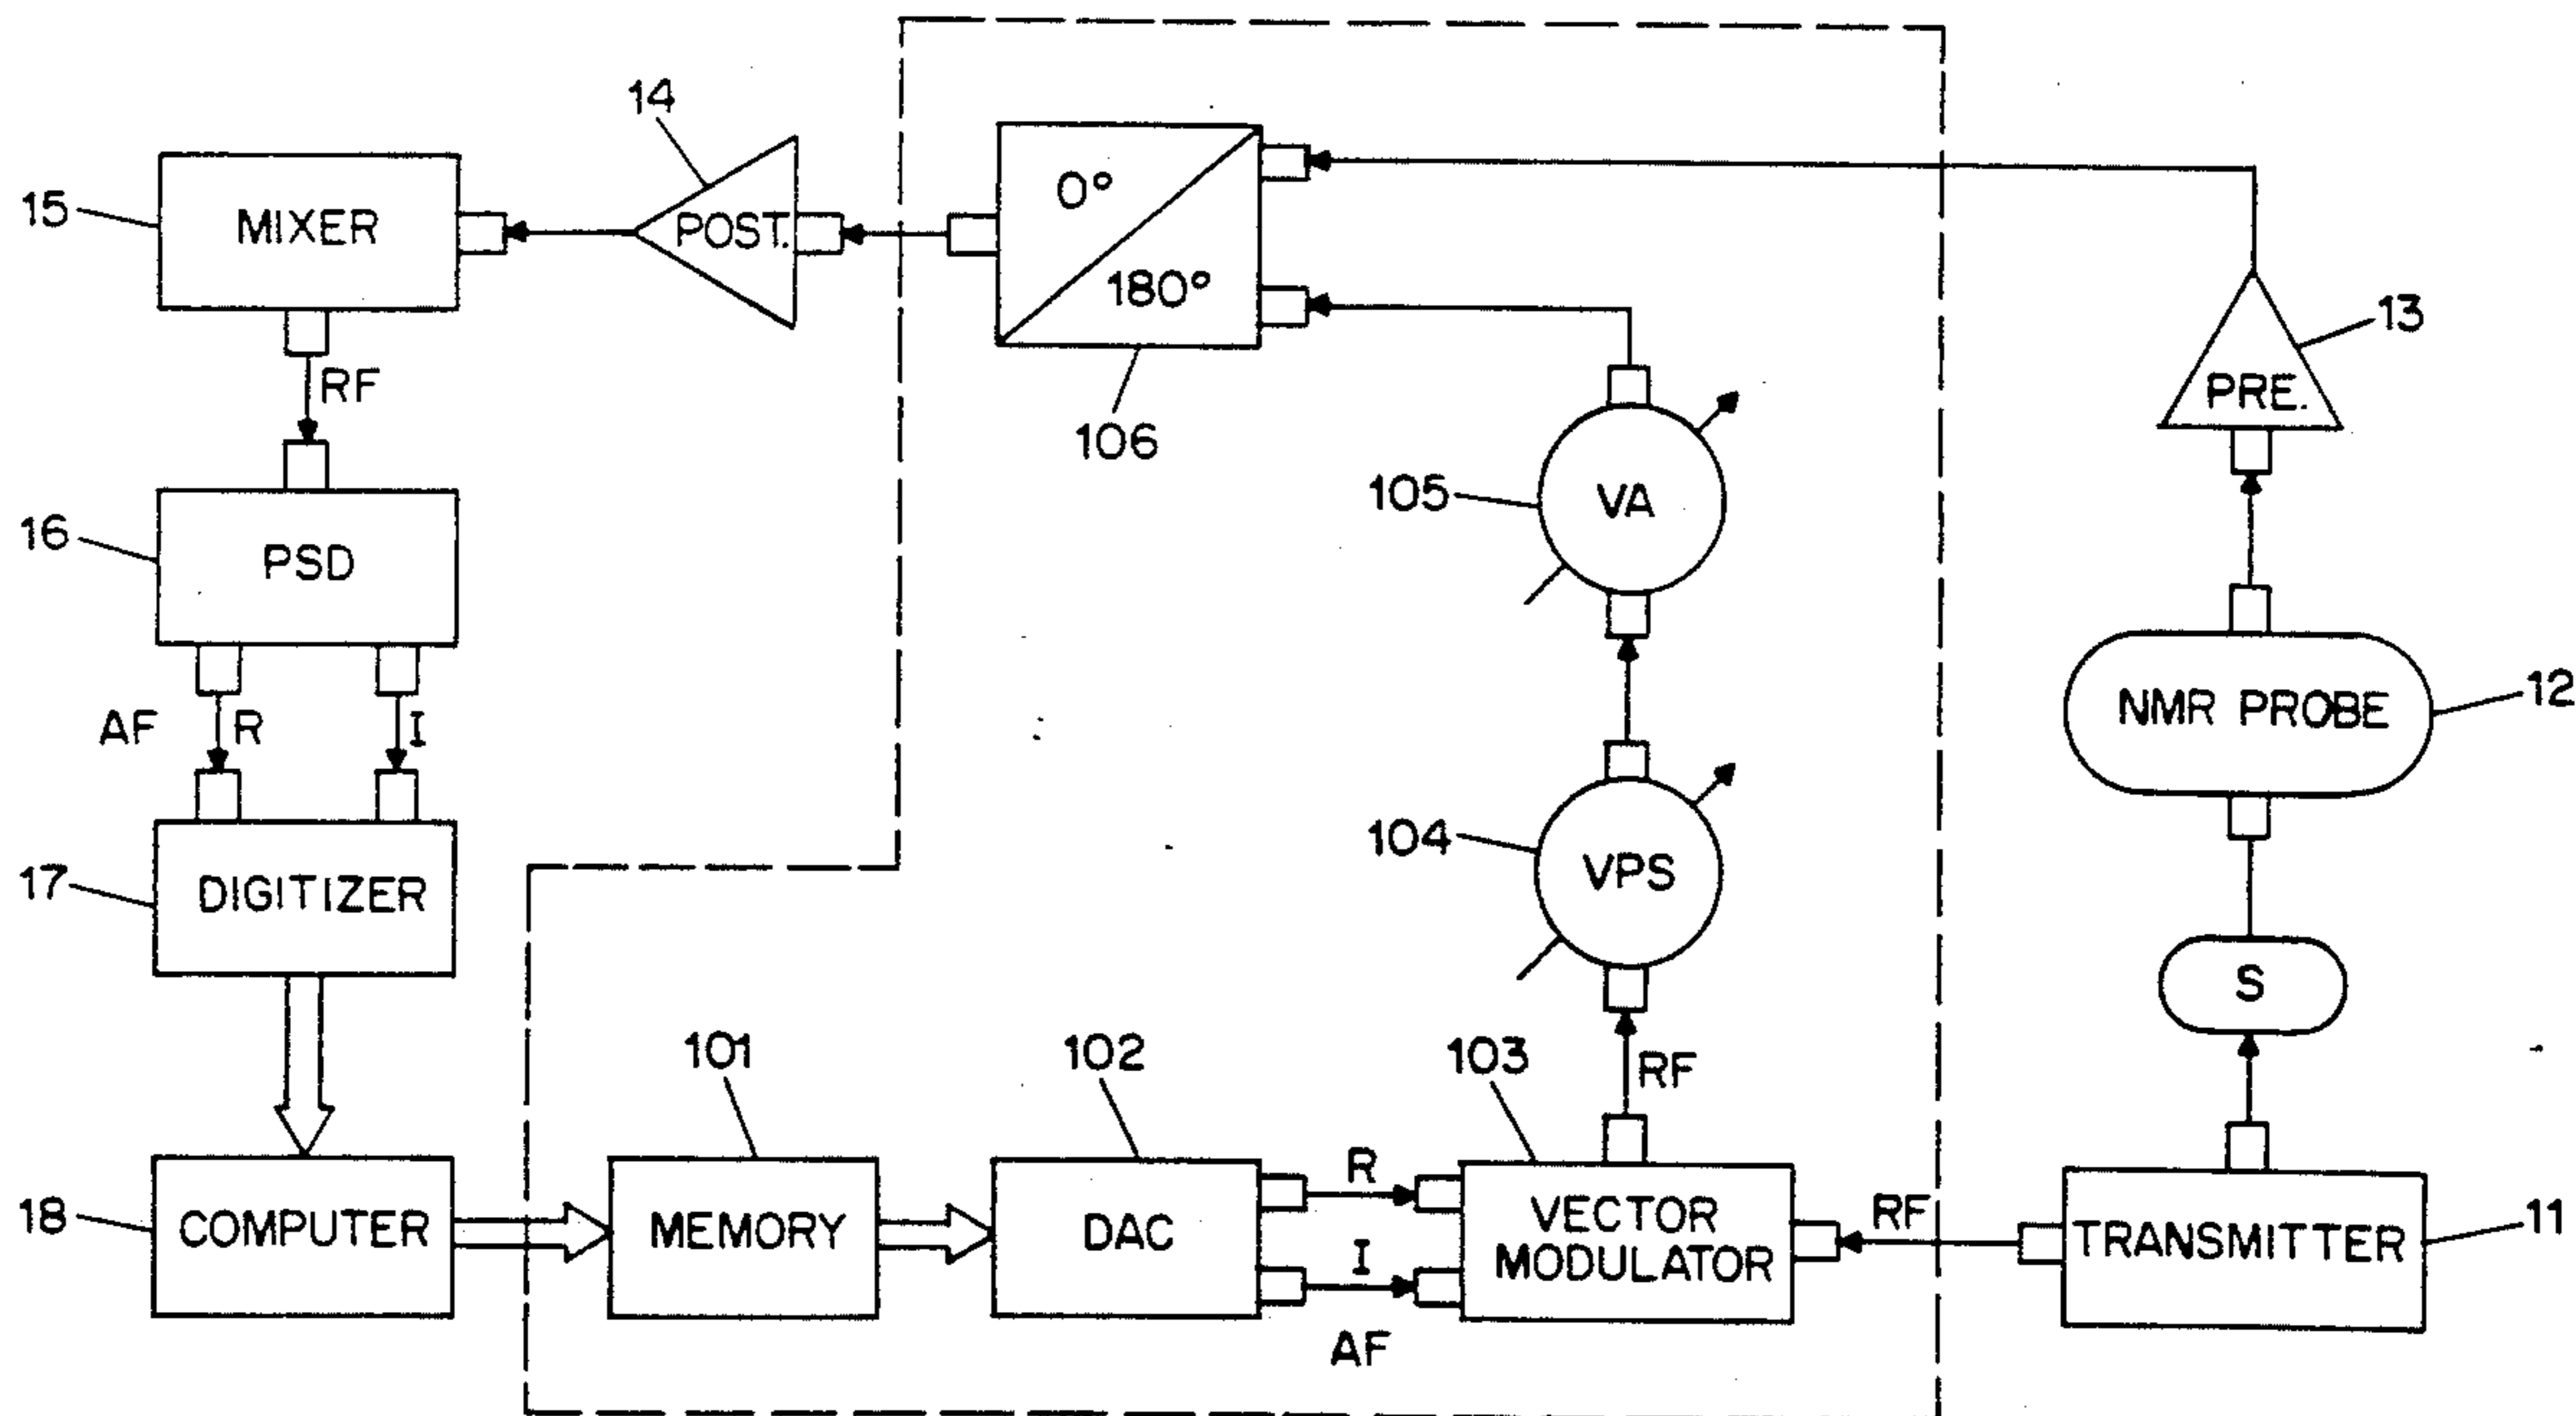 14
15
MIXER
POST.
0°
180°
13
PRE.
RF
106
105
VA
16
PSD
12
NMR PROBE
AF
R
I
104
VPS
17
DIGITIZER
S
101
102
103
RF
18
COMPUTER
MEMORY
DAC
R
I
AF
VECTOR
MODULATOR
RF
TRANSMITTER
11